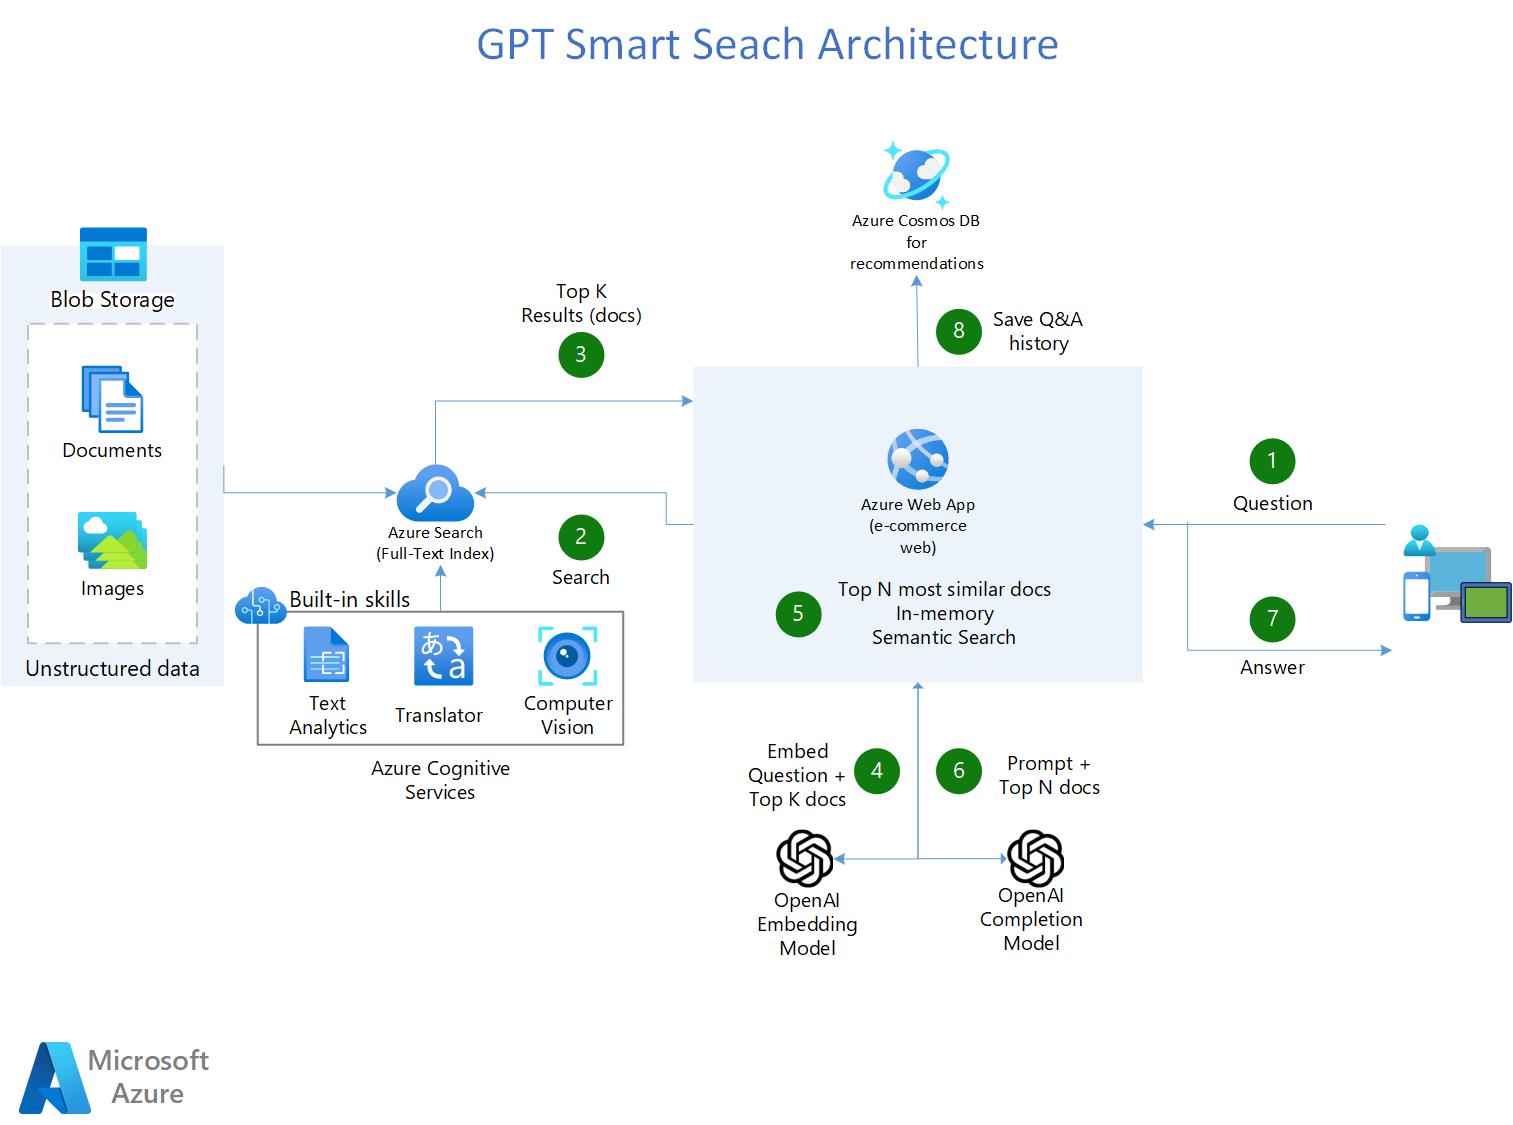 GPT Smart Seach Architecture
Azure Cosmos DB
for
recommendations
Blob Storage
Documents
Images
Unstructured data
Top K
Results (docs)
3
8
Save Q&A
history
Azure Search
(Full-Text Index)
2
Search
Azure Web App
(e-commerce
web)
5
Top N most similar docs
In-memory
Semantic Search
1
Question
7
Answer
Built-in skills
あ
a
Text
Analytics
Translator
Computer
Vision
Azure Cognitive
Services
Embed
Question +
Top K docs
4
6
Prompt +
Top N docs
OpenAI
Embedding
Model
OpenAI
Completion
Model
Microsoft
Azure